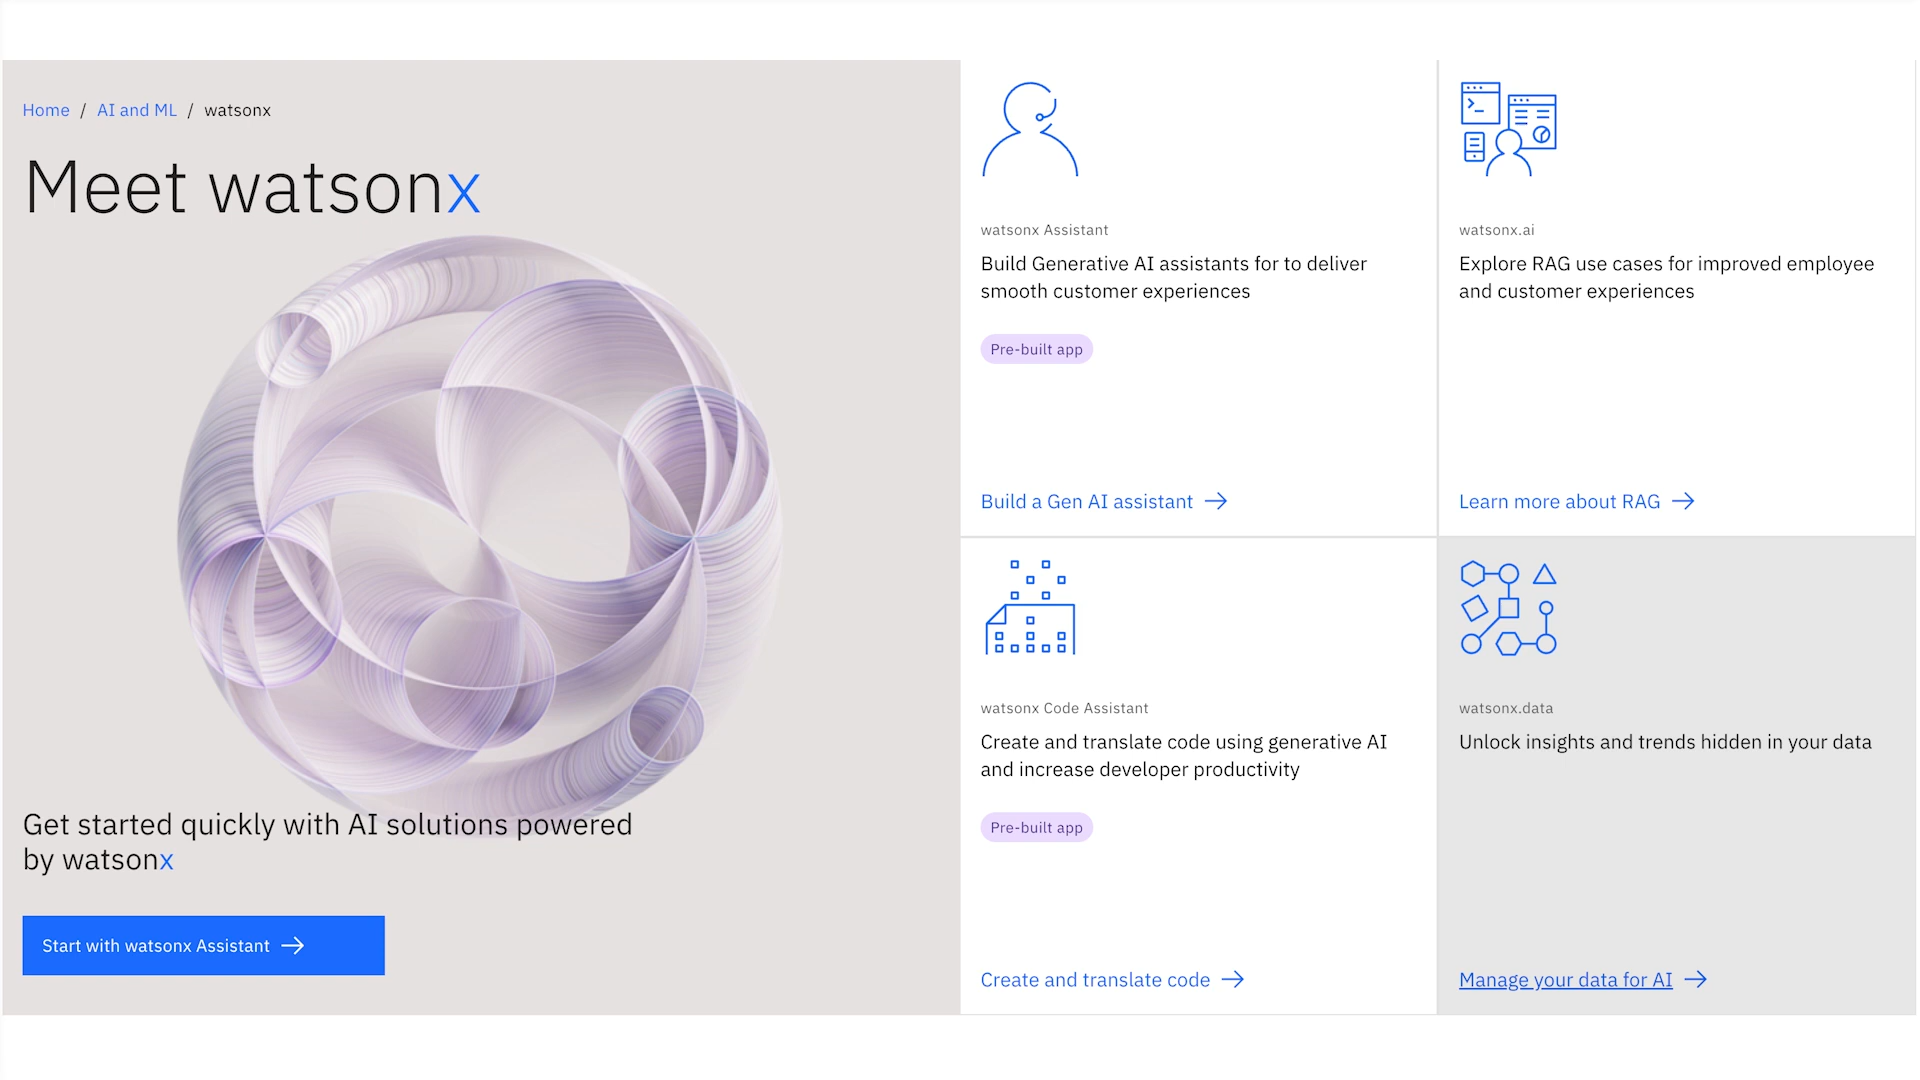 Home / AI and ML / watsonx
Meet watsonx
Get started quickly with AI solutions powered
by watsonx
Start with watsonx Assistant
watsonx Assistant
Build Generative AI assistants for to deliver
smooth customer experiences
Pre-built app
Build a Gen AI assistant
watsonx.ai
Explore RAG use cases for improved employee
and customer experiences
Learn more about RAG
watsonx Code Assistant
Create and translate code using generative AI
and increase developer productivity
Pre-built app
Create and translate code
watsonx.data
Unlock insights and trends hidden in your data
Manage your data for AI